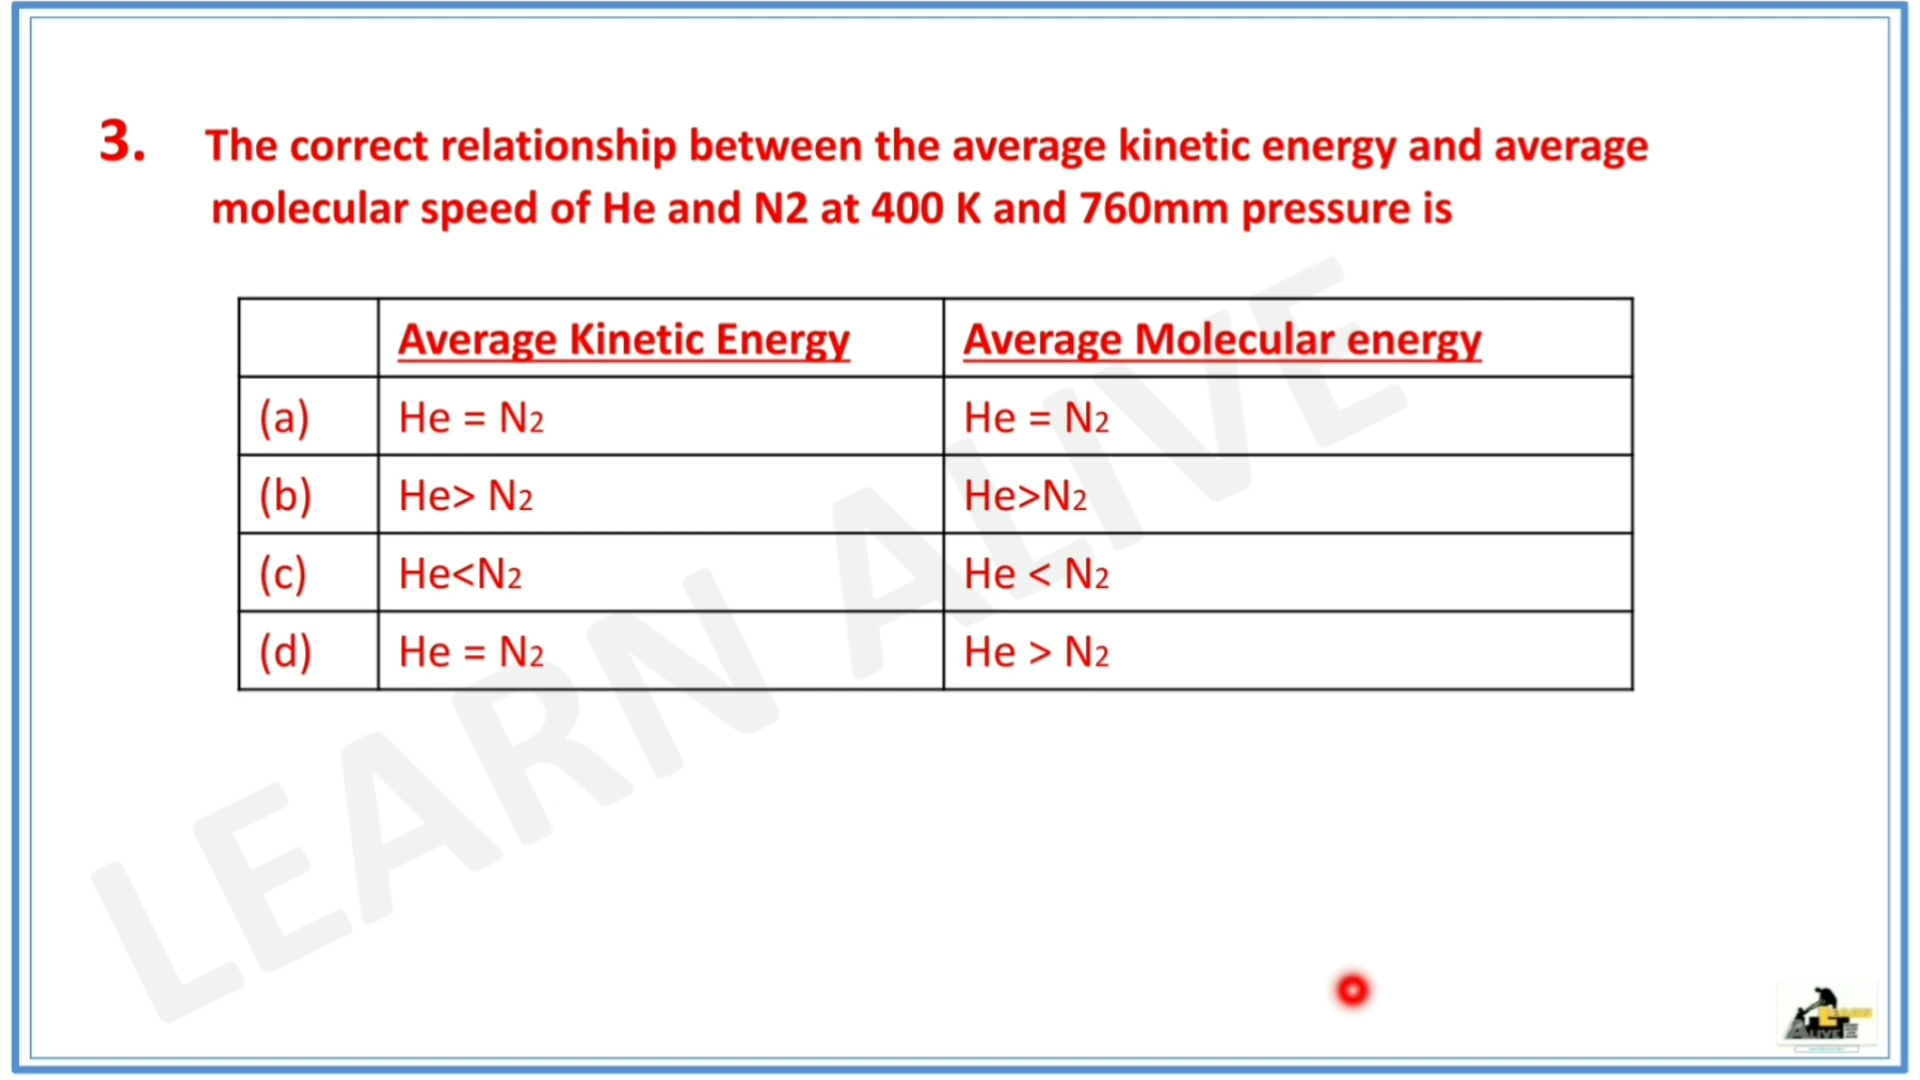 3. The correct relationship between the average kinetic energy and average
molecular speed of He and N2 at 400 K and 760mm pressure is
Average Kinetic Energy Average Molecular energy
(a) He = N2 He = N2
(b) He> N2 He>N2
(c) He<N2 He < N2
(d) He = N2 He > N2
LEARN ALIVE
LEARN
ALIVE